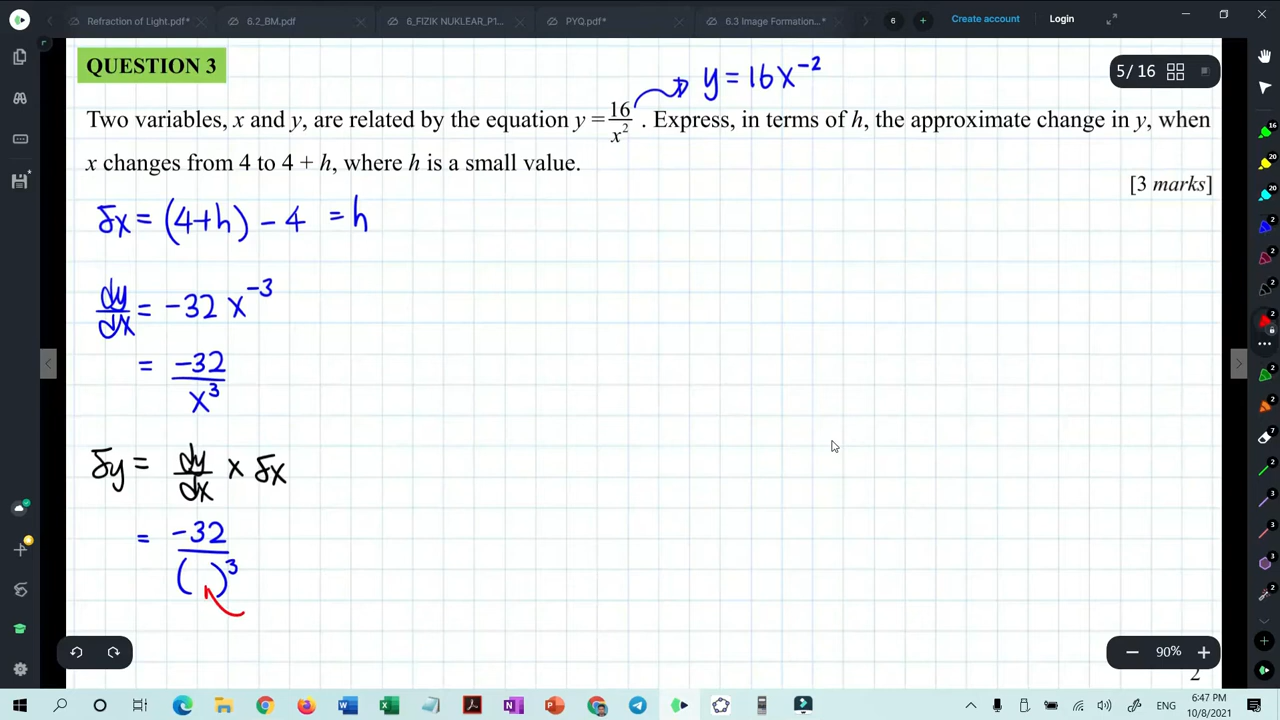 Refraction of Light.pdf* 6.2_BM.pdf 6_FIZIK NUKLEAR_P1... PYQ.pdf* 6.3 Image Formation...* 6 Create account Login
QUESTION 3
5/ 16
y = 16x⁻²
Two variables, x and y, are related by the equation y = 16/x² . Express, in terms of h, the approximate change in y, when
x changes from 4 to 4 + h, where h is a small value.
[3 marks]
δx = (4+h) - 4 = h
dy/dx = -32 x⁻³
= -32/x³
δy = dy/dx x δx
= -32/( )³
90%
2
ENG
6:47 PM
10/8/2021